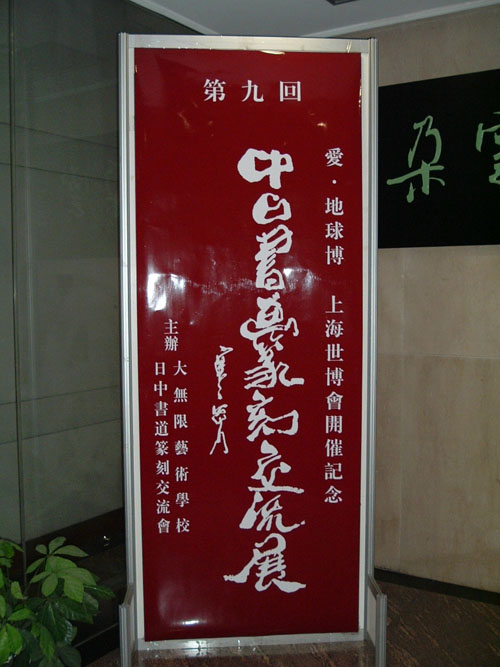 第九回
愛・地球博 上海世博會開催記念
中日書道篆刻交流展
主辦
大無限藝術學校
日中書道篆刻交流會
朵